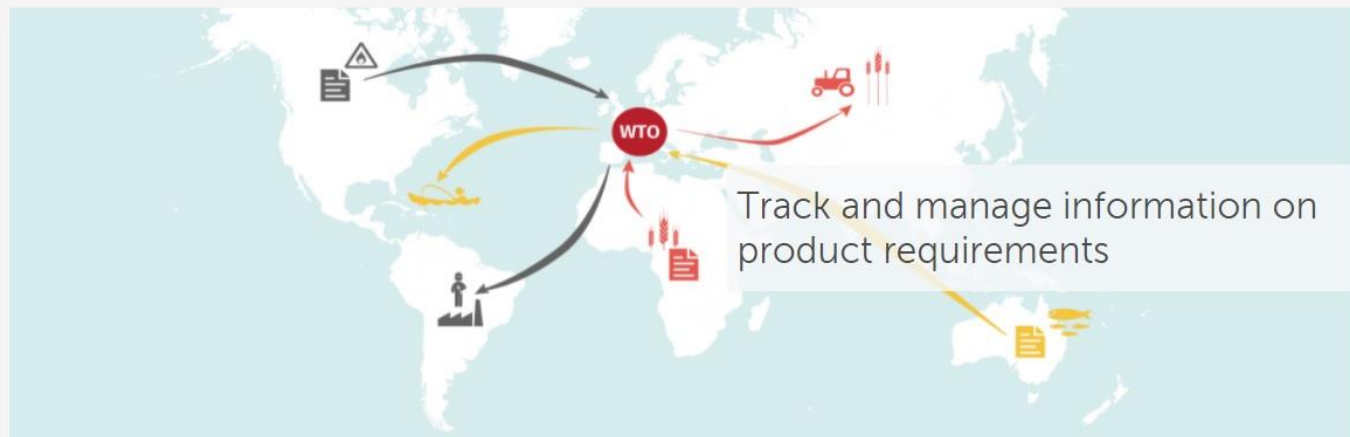 WTO
Track and manage information on
product requirements